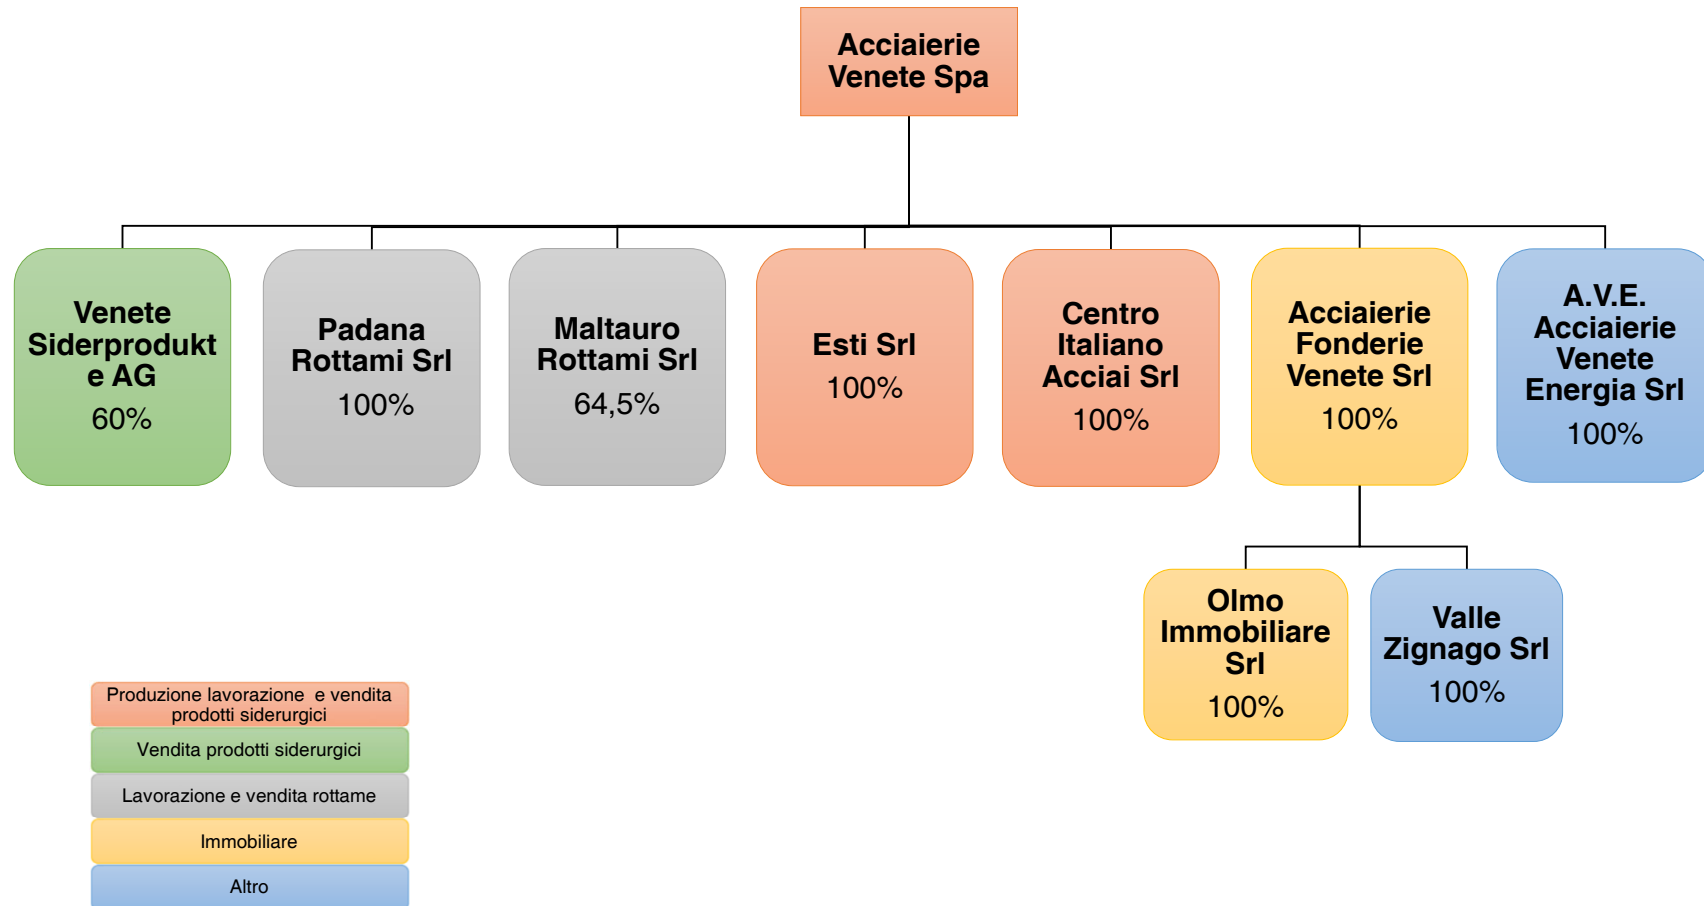 Acciaierie
Venete Spa
Venete
Siderprodukt
e AG
60%
Padana
Rottami Srl
100%
Maltauro
Rottami Srl
64,5%
Esti Srl
100%
Centro
Italiano
Acciai Srl
100%
Acciaierie
Fonderie
Venete Srl
100%
A.V.E.
Acciaierie
Venete
Energia Srl
100%
Olmo
Immobiliare
Srl
100%
Valle
Zignago Srl
100%
Produzione lavorazione e vendita
prodotti siderurgici
Vendita prodotti siderurgici
Lavorazione e vendita rottame
Immobiliare
Altro